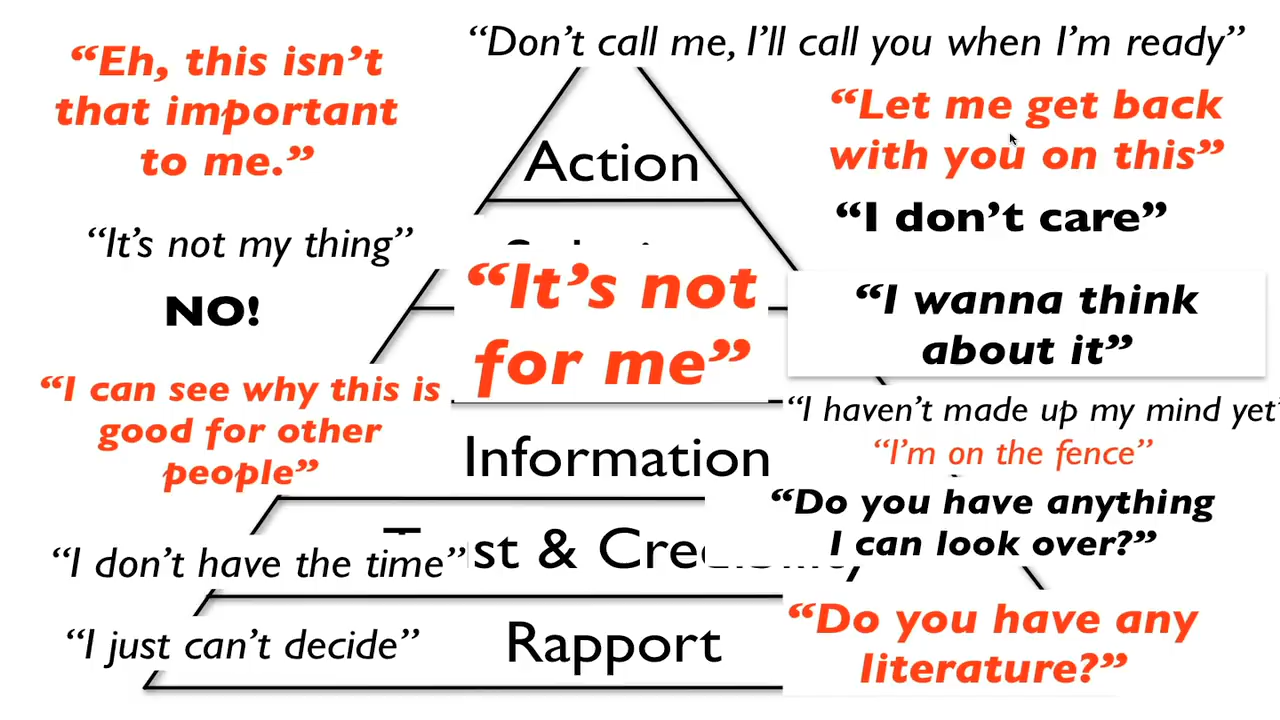 “Don’t call me, I’ll call you when I’m ready”
“Eh, this isn’t
that important
to me.”
“Let me get back
with you on this”
Action
“I don’t care”
“It’s not my thing”
“It’s not
for me”
NO!
“I wanna think
about it”
“I can see why this is
good for other
people”
“I haven’t made up my mind yet”
“I’m on the fence”
Information
“Do you have anything
I can look over?”
“I don’t have the time”
&
“I just can’t decide”
Rapport
“Do you have any
literature?”